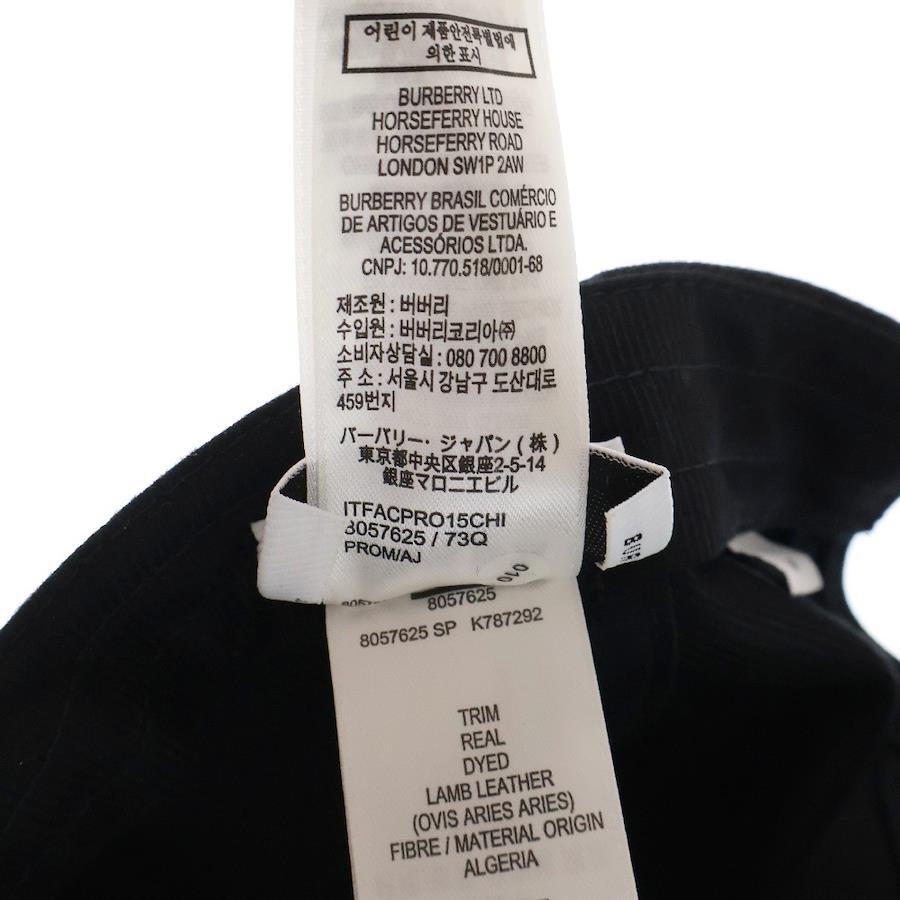 어린이 제품안전특별법에
의한 표시
BURBERRY LTD
HORSEFERRY HOUSE
HORSEFERRY ROAD
LONDON SW1P 2AW
BURBERRY BRASIL COMÉRCIO
DE ARTIGOS DE VESTUÁRIO E
ACESSÓRIOS LTDA.
CNPJ: 10.770.518/0001-68
제조원 : 버버리
수입원 : 버버리코리아㈜
소비자상담실 : 080 700 8800
주 소 : 서울시 강남구 도산대로
459번지
バーバリー・ジャパン ( 株 )
東京都中央区銀座2-5-14
銀座マロニエビル
ITFACPRO15CHI
8057625 / 73Q
PROM/AJ
010
8057625
8057625 SP K787292
TRIM
REAL
DYED
LAMB LEATHER
(OVIS ARIES ARIES)
FIBRE / MATERIAL ORIGIN
ALGERIA